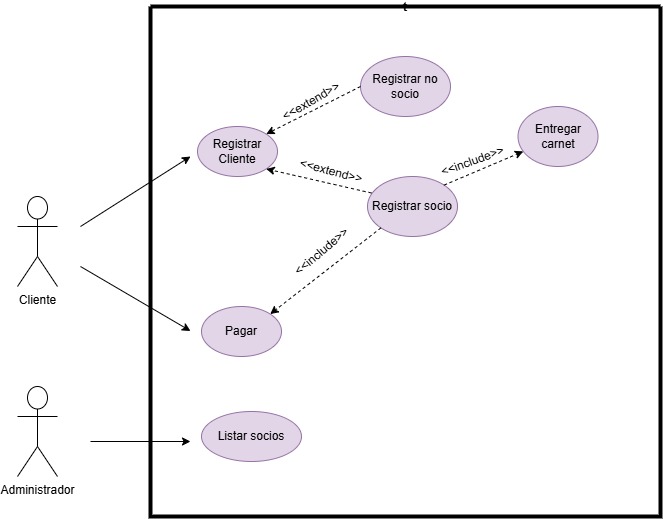 t
Registrar no
socio
<<extend>>
Entregar
carnet
Registrar
Cliente
<<extend>>
<<include>>
Registrar socio
<<include>>
Cliente
Pagar
Listar socios
Administrador